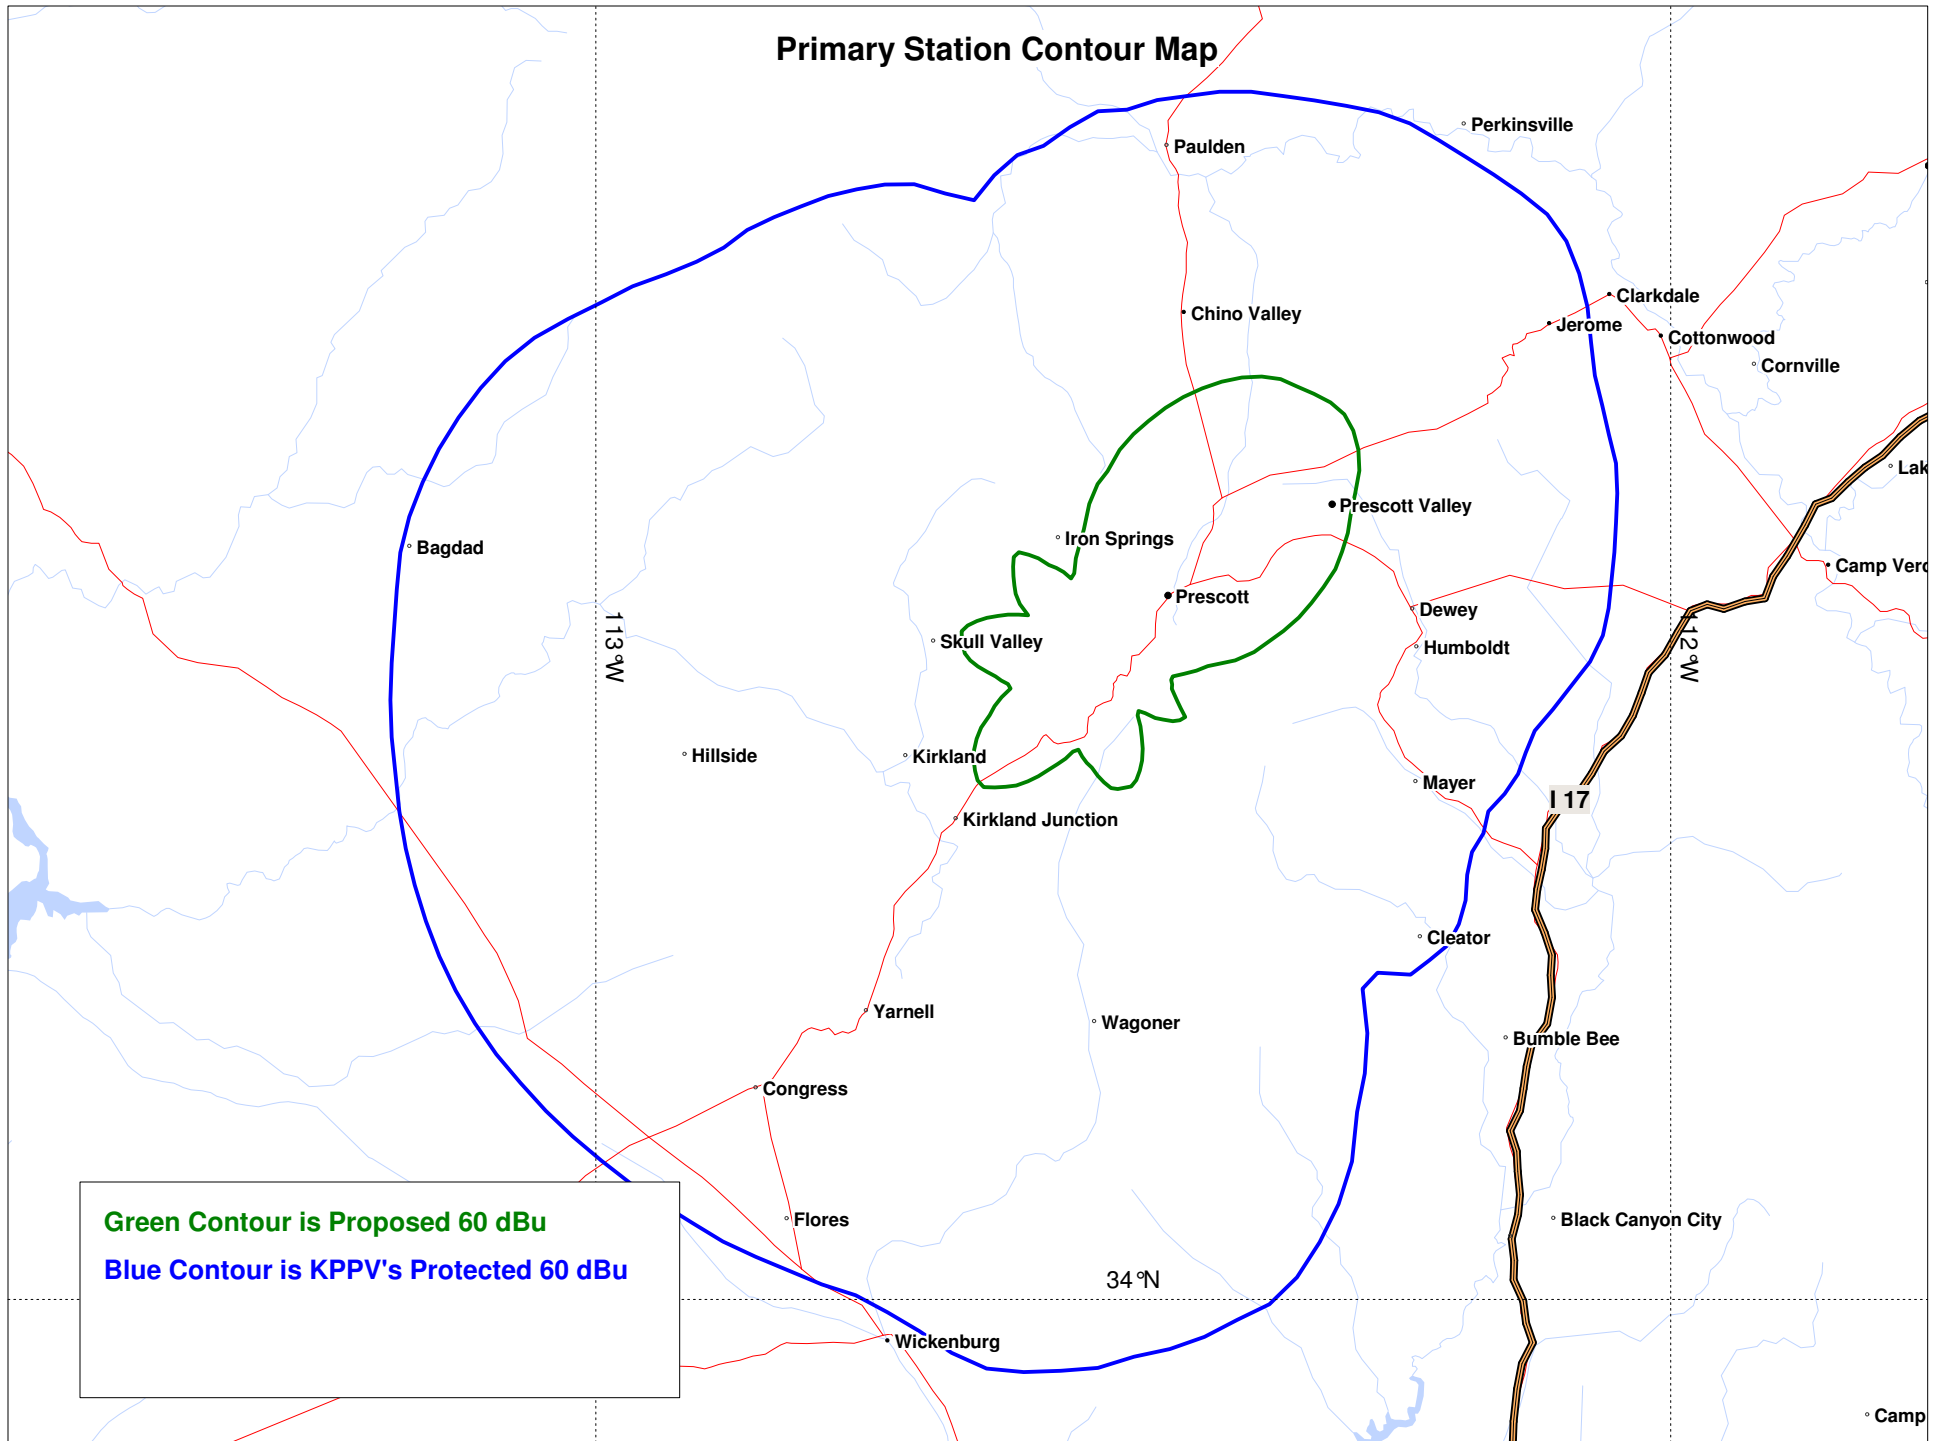 Primary Station Contour Map
Perkinsville
Paulden
Clarkdale
Chino Valley
Jerome
Cottonwood
Cornville
Lak
Prescott Valley
Iron Springs
Bagdad
Camp Verd
Prescott
Dewey
Skull Valley
Humboldt
113°W
112°W
Hillside
Kirkland
Mayer
I 17
Kirkland Junction
Cleator
Yarnell
Wagoner
Bumble Bee
Congress
Flores
Black Canyon City
Green Contour is Proposed 60 dBu
Blue Contour is KPPV's Protected 60 dBu
34°N
Wickenburg
Camp